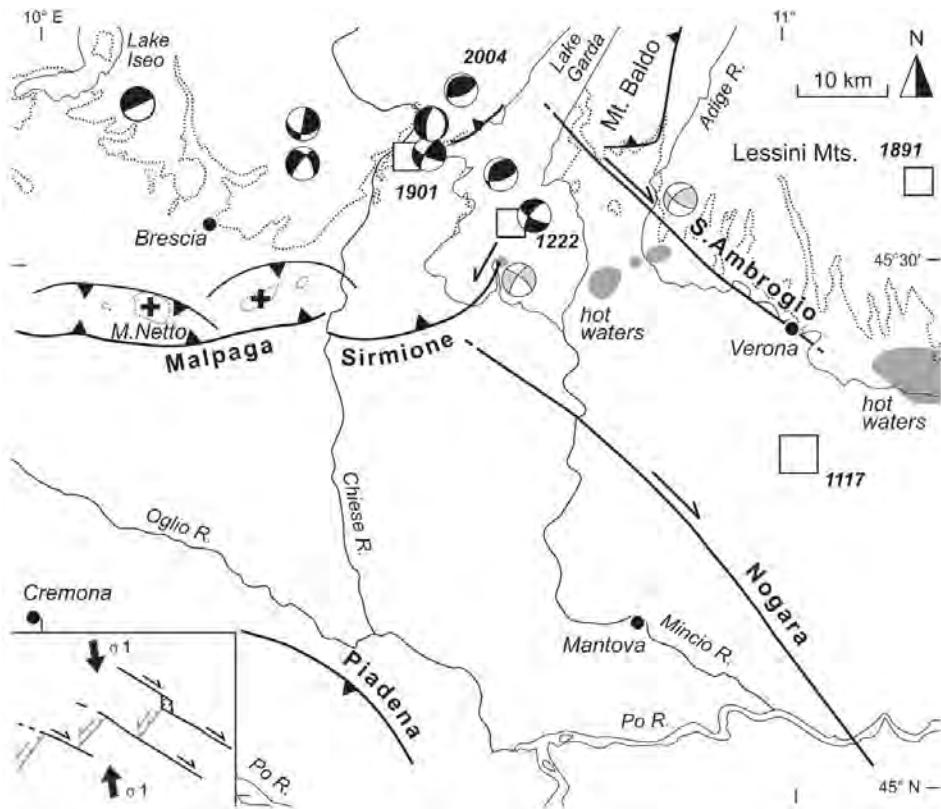 10° E
11°
Lake
Iseo
2004
Lake
Garda
Mt. Baldo
Adige R.
N
10 km
Lessini Mts.
1891
1901
Brescia
1222
S.Ambrogio
45°30'
M.Netto
Malpaga
Sirmione
hot
waters
Verona
hot
waters
1117
Chiese R.
Oglio R.
Nogara
Cremona
Mantova
Mincio R.
σ1
Piadena
Po R.
Po R.
σ1
45° N